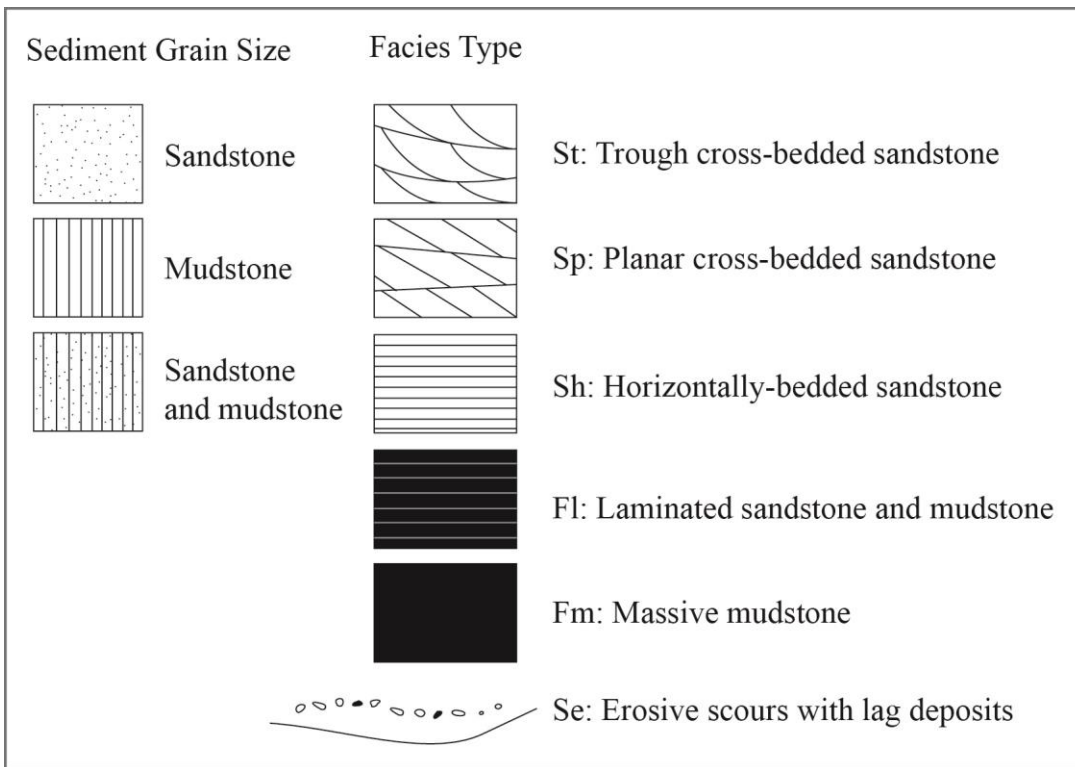 Sediment Grain Size
Sandstone
Mudstone
Sandstone
and mudstone
Facies Type
St: Trough cross-bedded sandstone
Sp: Planar cross-bedded sandstone
Sh: Horizontally-bedded sandstone
Fl: Laminated sandstone and mudstone
Fm: Massive mudstone
Se: Erosive scours with lag deposits